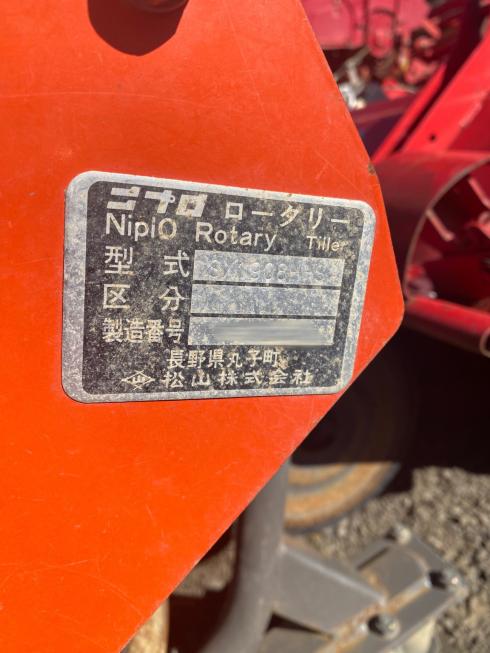 ニプロ ロータリー
NiplO Rotary Tiller
型式
区分
製造番号
長野県丸子町
松山株式会社